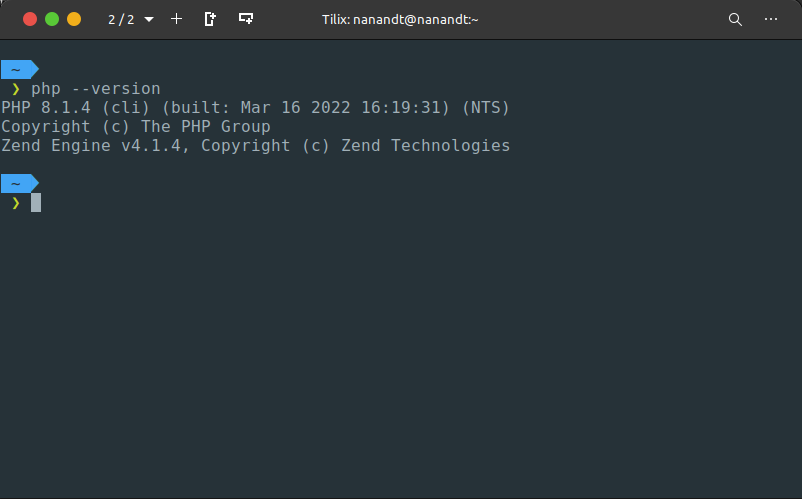 2 / 2
Tilix: nanandt@nanandt:~
~
❯ php --version
PHP 8.1.4 (cli) (built: Mar 16 2022 16:19:31) (NTS)
Copyright (c) The PHP Group
Zend Engine v4.1.4, Copyright (c) Zend Technologies
~
❯